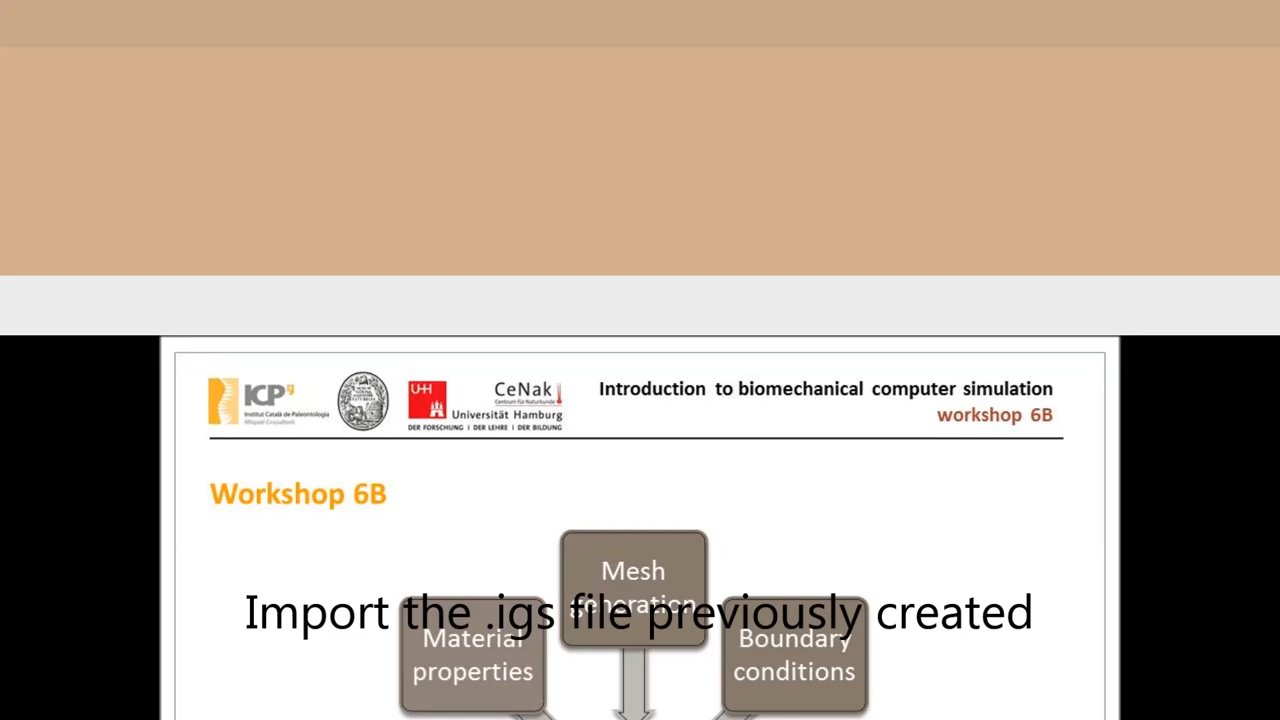 ICP
Institut Català de Paleontologia
Miquel Crusafont
UH
CeNak
Centrum für Naturkunde
Universität Hamburg
DER FORSCHUNG | DER LEHRE | DER BILDUNG
Introduction to biomechanical computer simulation
workshop 6B
Workshop 6B
Mesh
generation
Import the .igs file previously created
Material
properties
Boundary
conditions